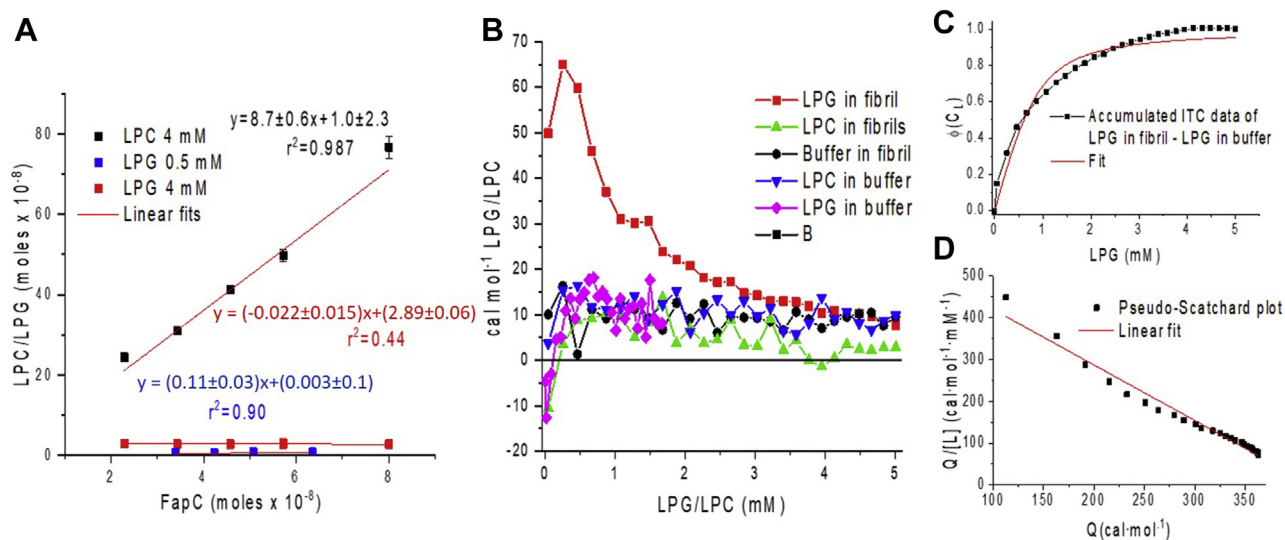 A
LPC/LPG (moles x 10⁻⁸)
80
60
40
20
0
2
4
6
8
FapC (moles x 10⁻⁸)
LPC 4 mM
LPG 0.5 mM
LPG 4 mM
Linear fits
y=8.7±0.6x+1.0±2.3
r²=0.987
y = (-0.022±0.015)x+(2.89±0.06)
r²=0.44
y = (0.11±0.03)x+(0.003±0.1)
r²=0.90
B
cal mol⁻¹ LPG/LPC
70
60
50
40
30
20
10
0
-10
-20
0
1
2
3
4
5
LPG/LPC (mM)
LPG in fibril
LPC in fibrils
Buffer in fibril
LPC in buffer
LPG in buffer
B
C
ϕ(C_L)
1.0
0.8
0.6
0.4
0.2
0.0
0
1
2
3
4
5
LPG (mM)
Accumulated ITC data of
LPG in fibril - LPG in buffer
Fit
D
Q/[L] (cal·mol⁻¹·mM⁻¹)
500
450
400
300
200
100
0
100
150
200
250
300
350
Q(cal·mol⁻¹)
Pseudo-Scatchard plot
Linear fit